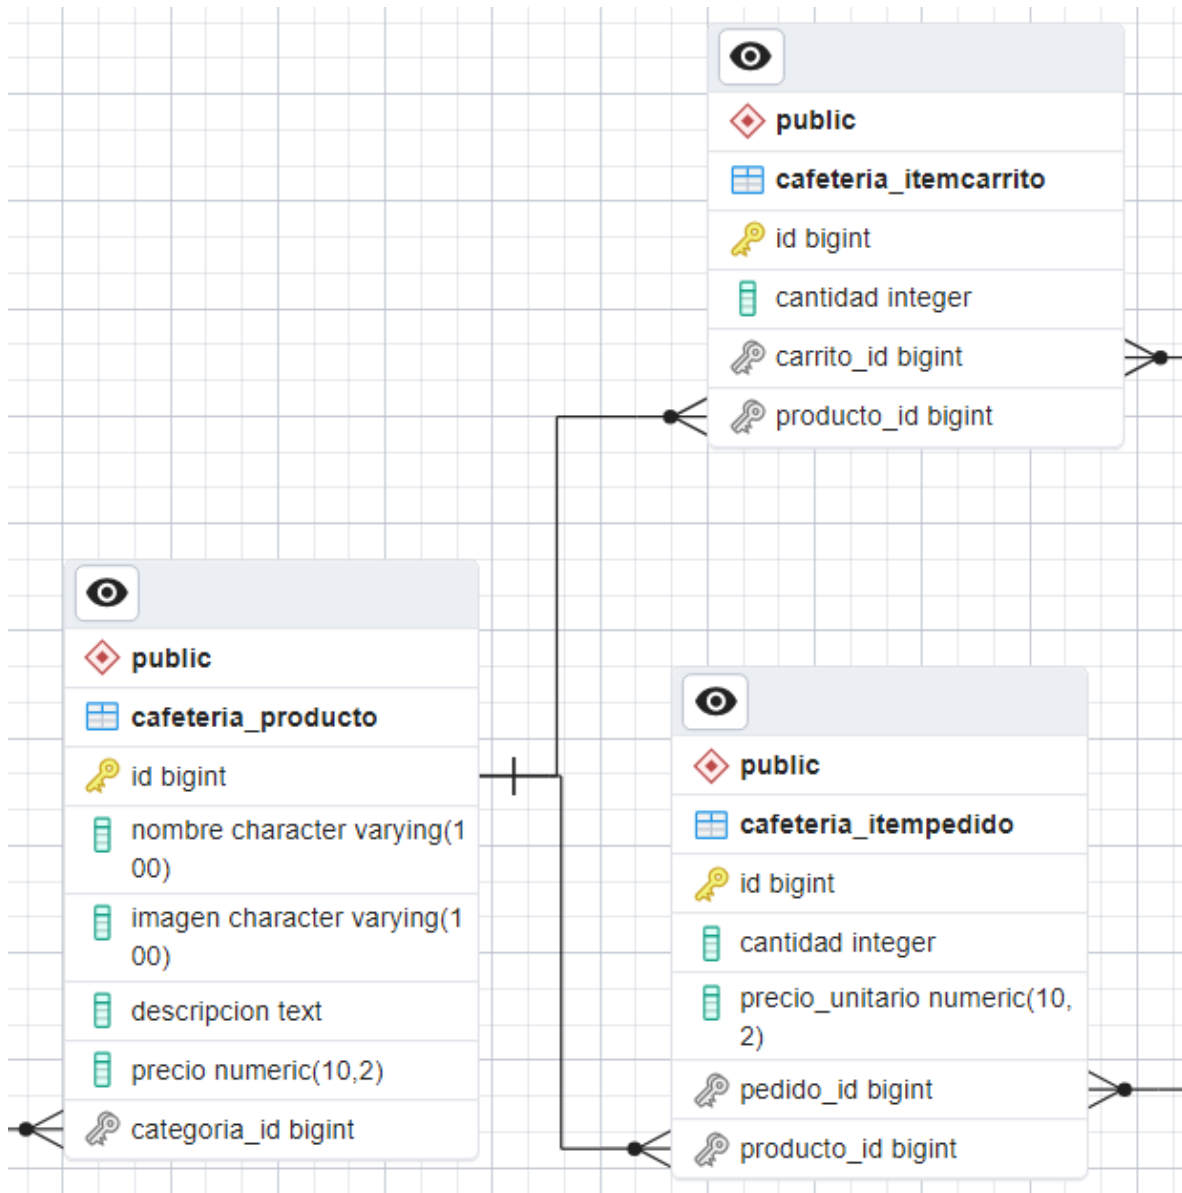 public
cafeteria_itemcarrito
id bigint
cantidad integer
carrito_id bigint
producto_id bigint
public
cafeteria_producto
id bigint
nombre character varying(1
00)
imagen character varying(1
00)
descripcion text
precio numeric(10,2)
categoria_id bigint
public
cafeteria_itempedido
id bigint
cantidad integer
precio_unitario numeric(10,
2)
pedido_id bigint
producto_id bigint